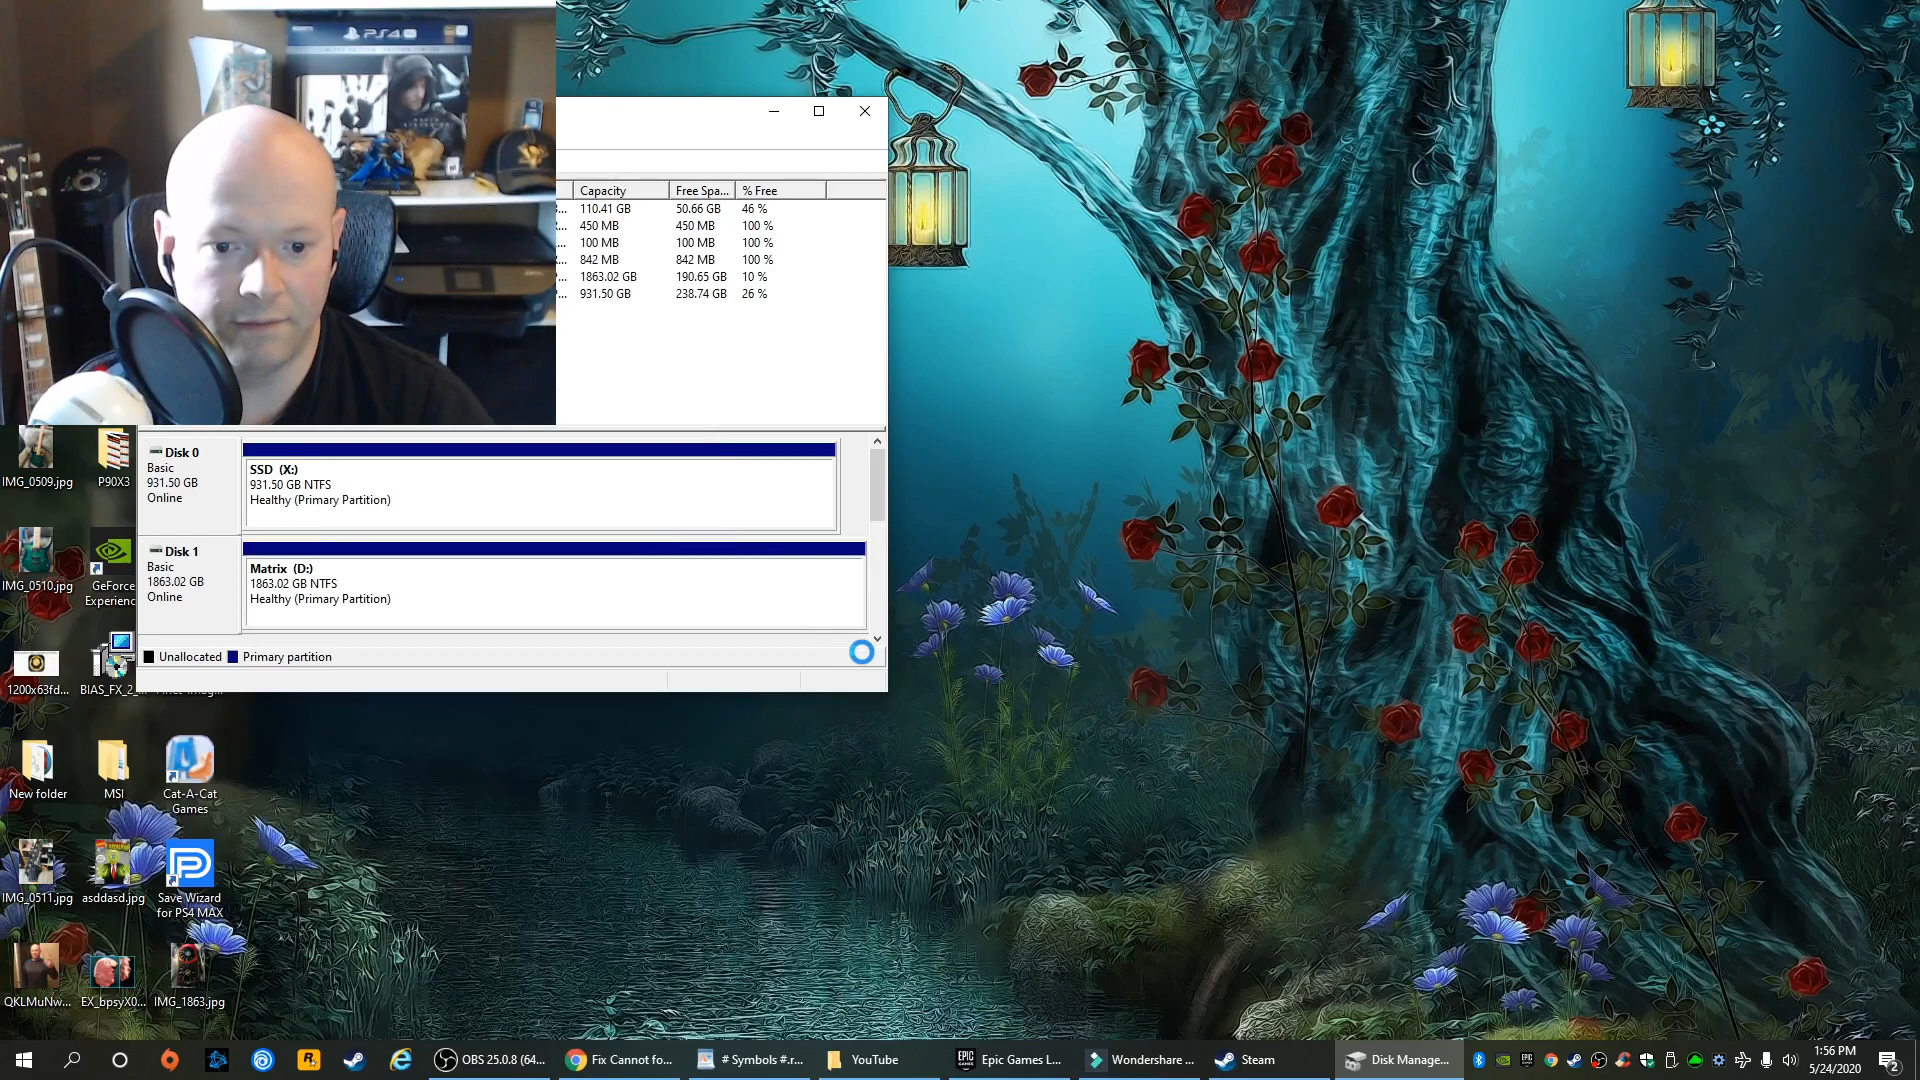 PS4 PRO
Capacity Free Spa... % Free
110.41 GB 50.66 GB 46 %
450 MB 450 MB 100 %
100 MB 100 MB 100 %
842 MB 842 MB 100 %
1863.02 GB 190.65 GB 10 %
931.50 GB 238.74 GB 26 %
Disk 0
Basic
931.50 GB
Online
SSD (X:)
931.50 GB NTFS
Healthy (Primary Partition)
Disk 1
Basic
1863.02 GB
Online
Matrix (D:)
1863.02 GB NTFS
Healthy (Primary Partition)
Unallocated Primary partition
IMG_0509.jpg P90X3
IMG_0510.jpg GeForce
Experienc
1200x63fd... BIAS_FX_2_...
New folder MSI Cat-A-Cat
Games
IMG_0511.jpg asddasd.jpg Save Wizard
for PS4 MAX
QKLMuNw... EX_bpsyX0... IMG_1863.jpg
OBS 25.0.8 (64... Fix Cannot fo... # Symbols #.r... YouTube EPIC GAMES Epic Games L... Wondershare ... Steam Disk Manage...
1:56 PM
5/24/2020
2